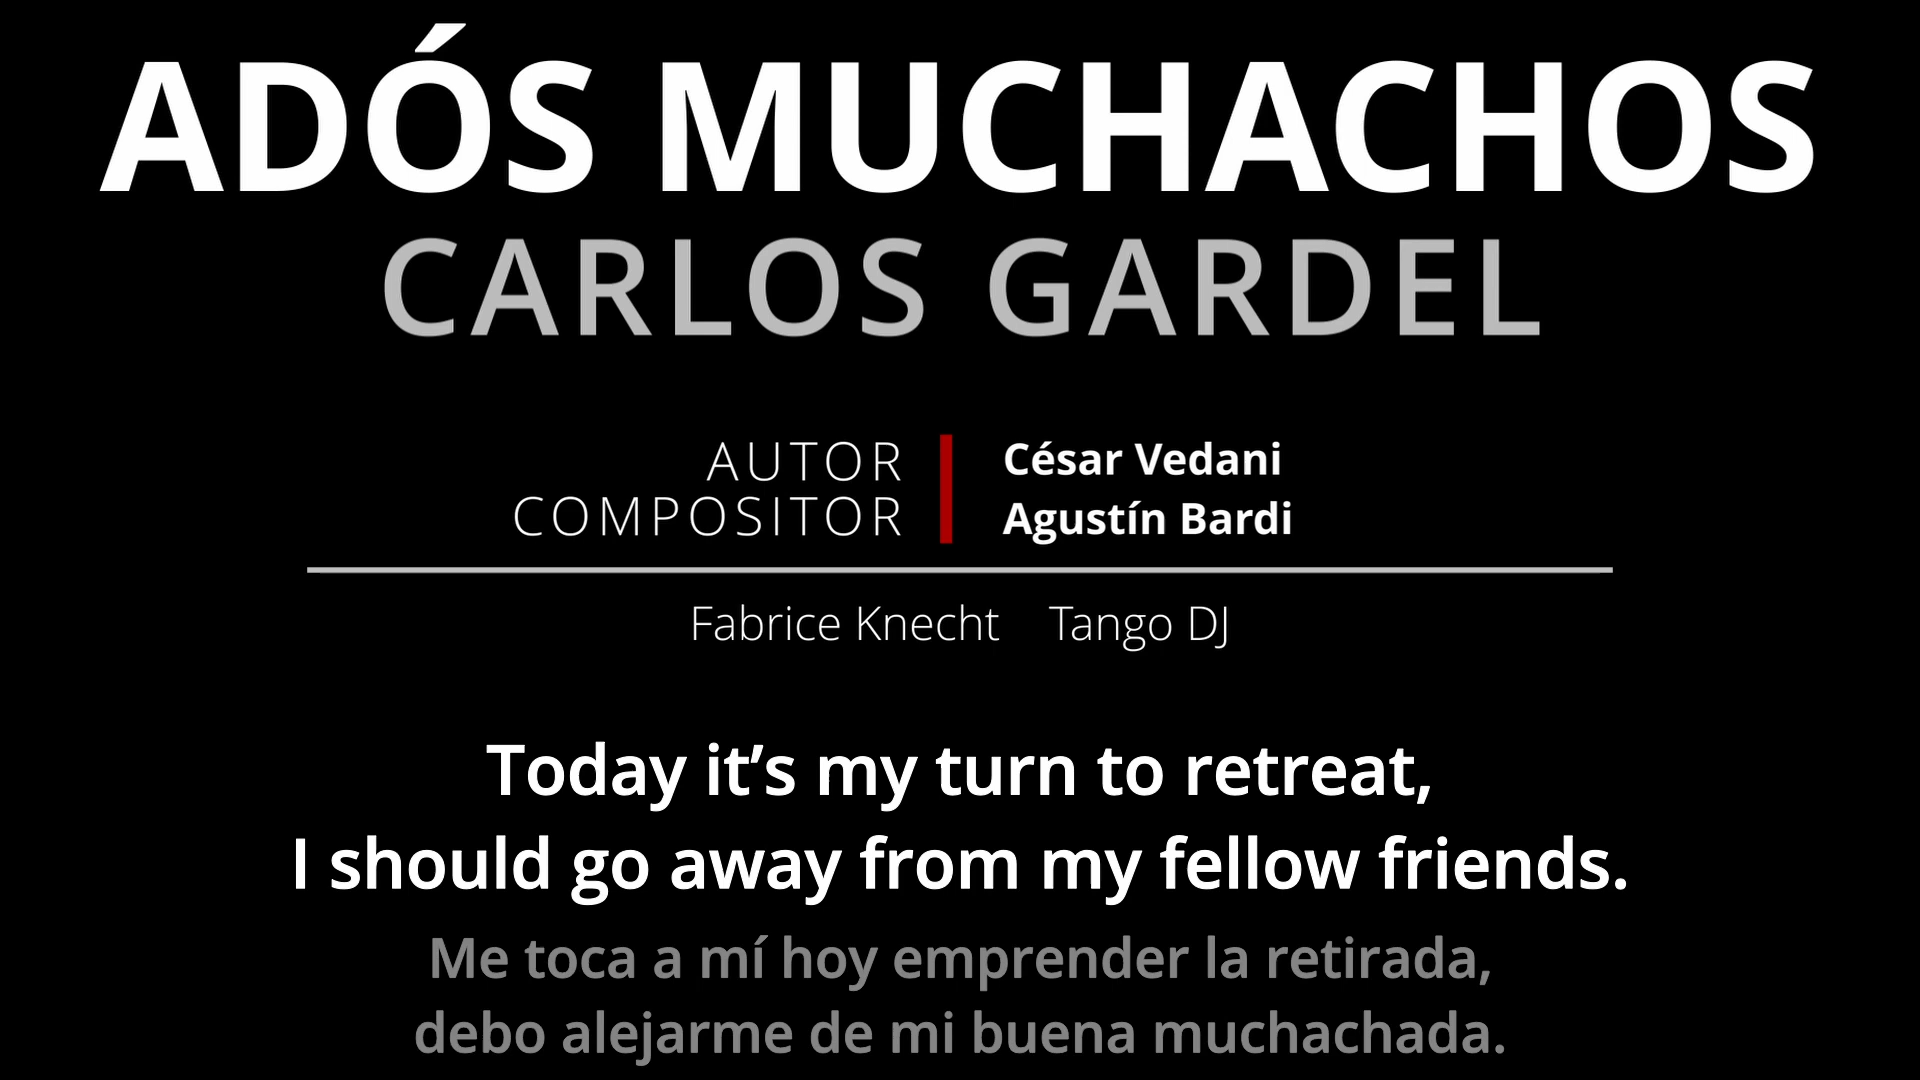 ADÓS MUCHACHOS
CARLOS GARDEL
AUTOR
César Vedani
COMPOSITOR
Agustín Bardi
Fabrice Knecht Tango DJ
Today it’s my turn to retreat,
I should go away from my fellow friends.
Me toca a mí hoy emprender la retirada,
debo alejarme de mi buena muchachada.